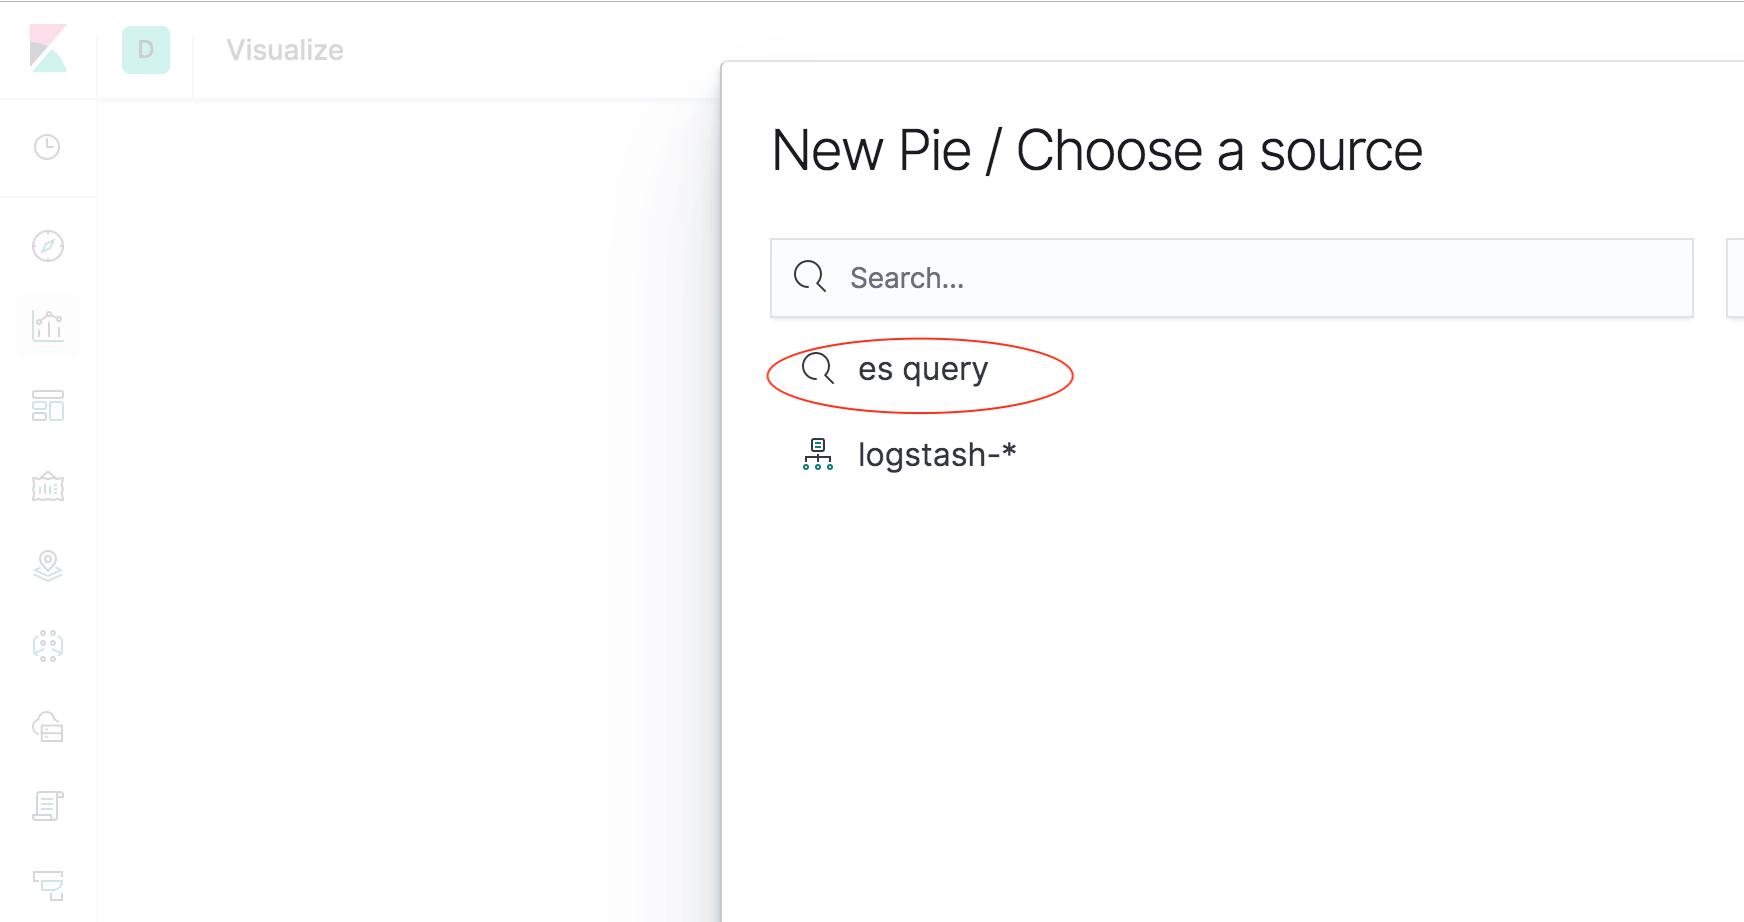 D
Visualize
New Pie / Choose a source
Search...
es query
logstash-*